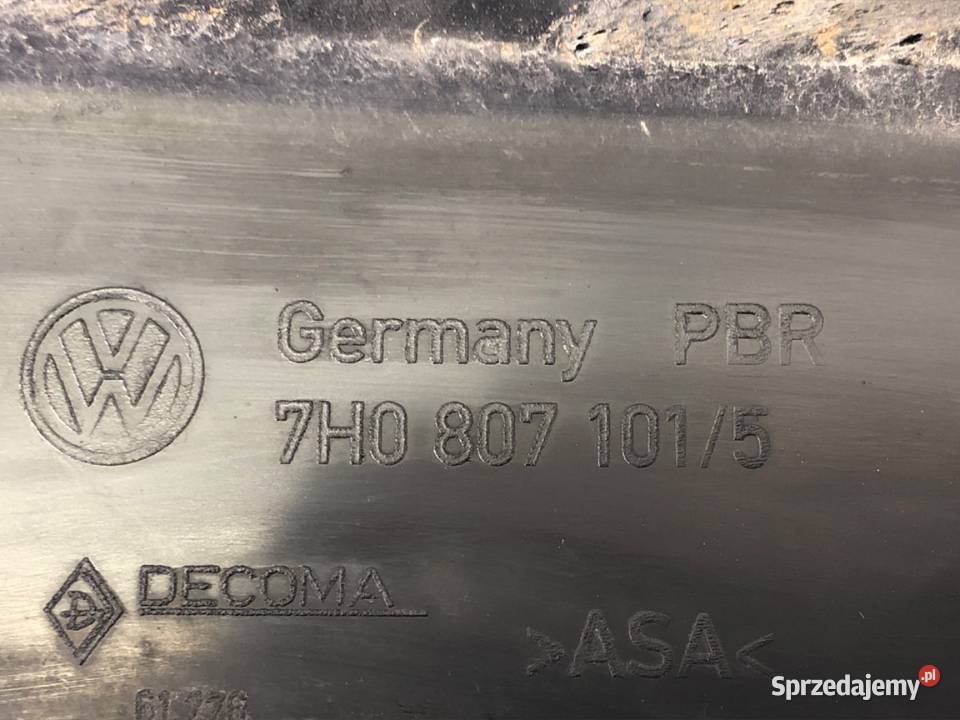 Germany PBR
7H0 807 101/5
D DECOMA
>ASA<
Sprzedajemy.pl